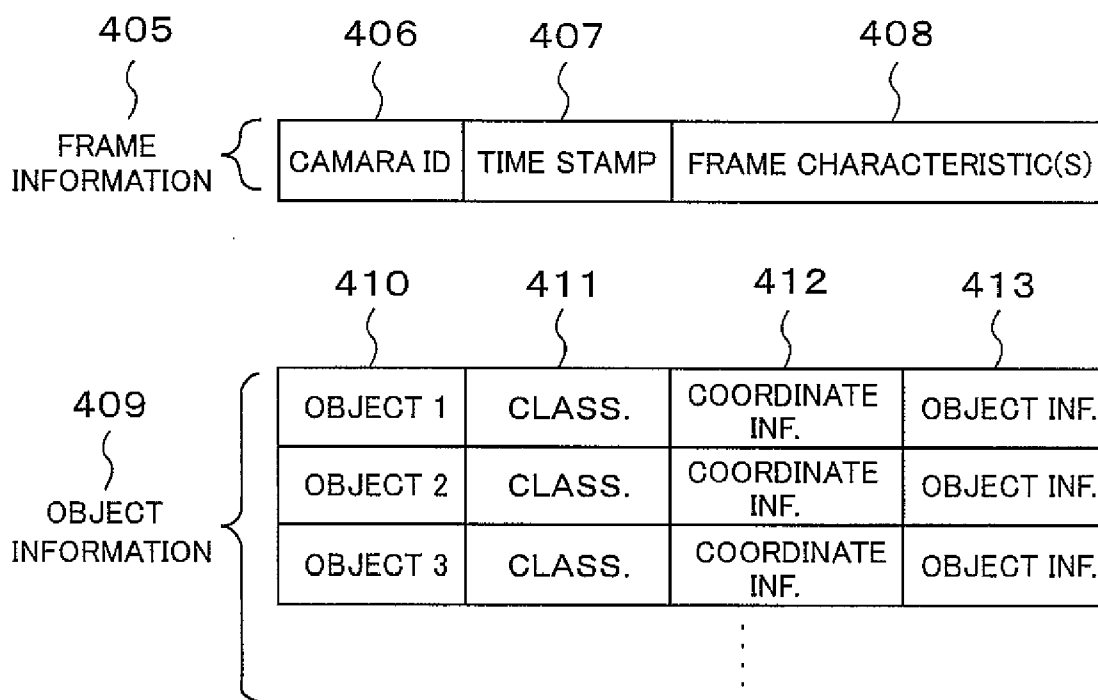 405 406 407 408
FRAME
INFORMATION
CAMARA ID TIME STAMP FRAME CHARACTERISTIC(S)
410 411 412 413
409
OBJECT
INFORMATION
OBJECT 1 CLASS. COORDINATE
INF. OBJECT INF.
OBJECT 2 CLASS. COORDINATE
INF. OBJECT INF.
OBJECT 3 CLASS. COORDINATE
INF. OBJECT INF.